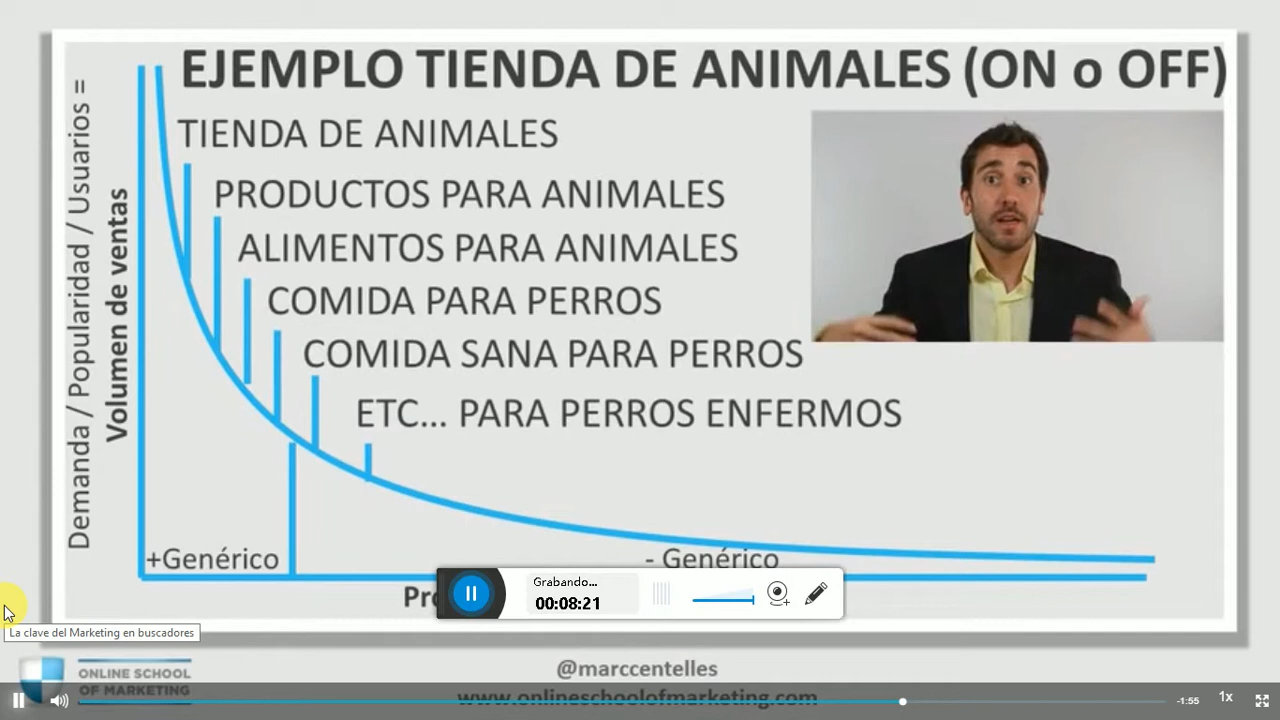 EJEMPLO TIENDA DE ANIMALES (ON o OFF)
Demanda / Popularidad / Usuarios =
Volumen de ventas
TIENDA DE ANIMALES
PRODUCTOS PARA ANIMALES
ALIMENTOS PARA ANIMALES
COMIDA PARA PERROS
COMIDA SANA PARA PERROS
ETC... PARA PERROS ENFERMOS
+Genérico
- Genérico
Grabando...
00:08:21
La clave del Marketing en buscadores
ONLINE SCHOOL
OF MARKETING
@marccentelles
www.onlineschoolofmarketing.com
-1:55
1x